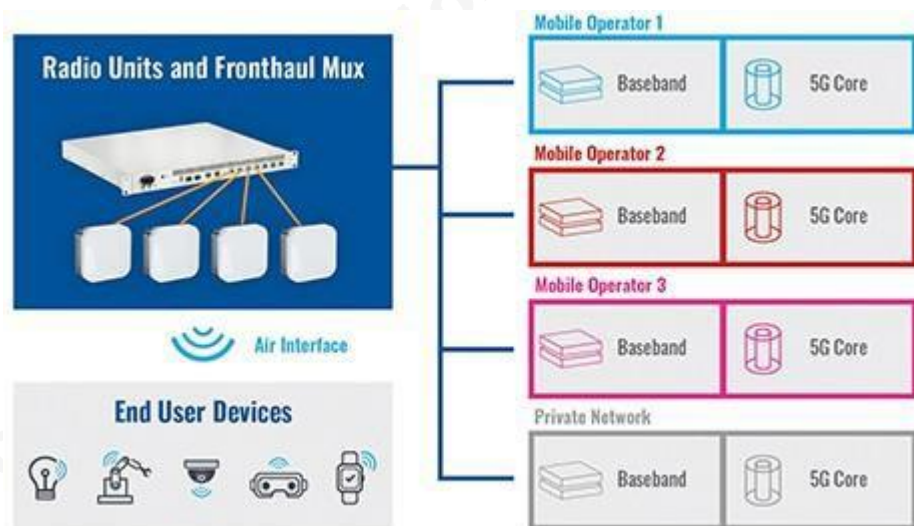 Radio Units and Fronthaul Mux
Air Interface
End User Devices
Mobile Operator 1
Baseband
5G Core
Mobile Operator 2
Baseband
5G Core
Mobile Operator 3
Baseband
5G Core
Private Network
Baseband
5G Core